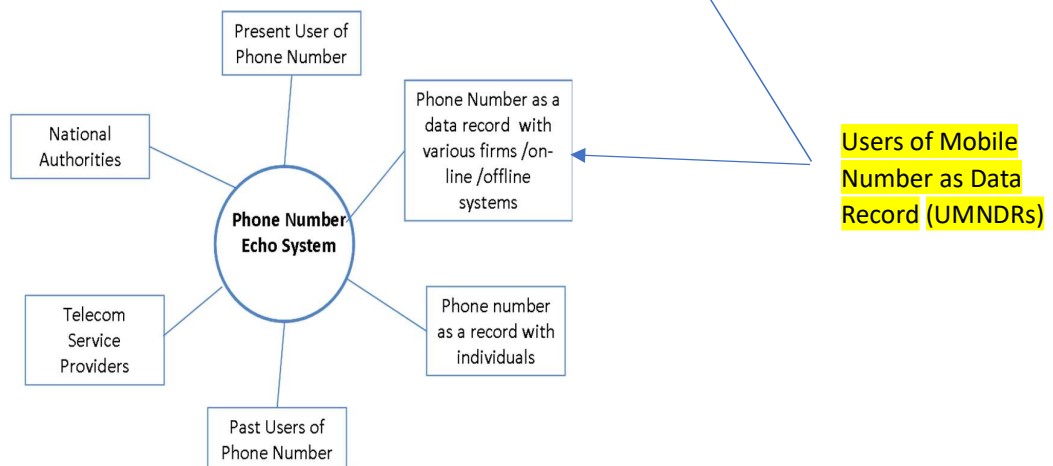 Present User of
Phone Number
National
Authorities
Phone Number as a
data record with
various firms /on-
line /offline
systems
Users of Mobile
Number as Data
Record (UMNDRs)
Phone Number
Echo System
Telecom
Service
Providers
Phone number
as a record with
individuals
Past Users of
Phone Number